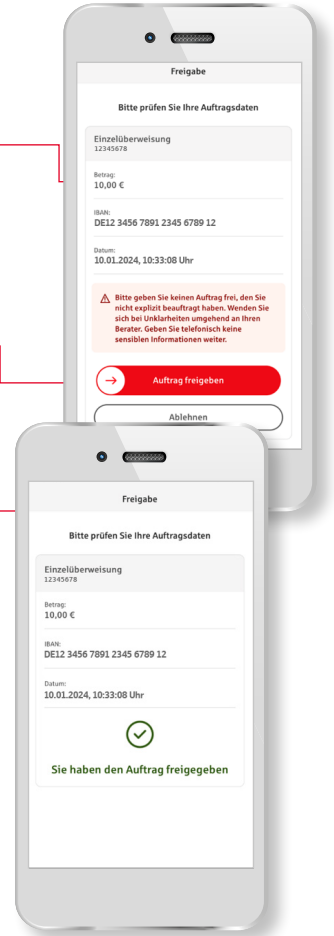 Freigabe
Bitte prüfen Sie Ihre Auftragsdaten
Einzelüberweisung
12345678
Betrag:
10,00 €
IBAN:
DE12 3456 7891 2345 6789 12
Datum:
10.01.2024, 10:33:08 Uhr
Bitte geben Sie keinen Auftrag frei, den Sie
nicht explizit beauftragt haben. Wenden Sie
sich bei Unklarheiten umgehend an Ihren
Berater. Geben Sie telefonisch keine
sensiblen Informationen weiter.
Auftrag freigeben
Ablehnen
Freigabe
Bitte prüfen Sie Ihre Auftragsdaten
Einzelüberweisung
12345678
Betrag:
10,00 €
IBAN:
DE12 3456 7891 2345 6789 12
Datum:
10.01.2024, 10:33:08 Uhr
Sie haben den Auftrag freigegeben